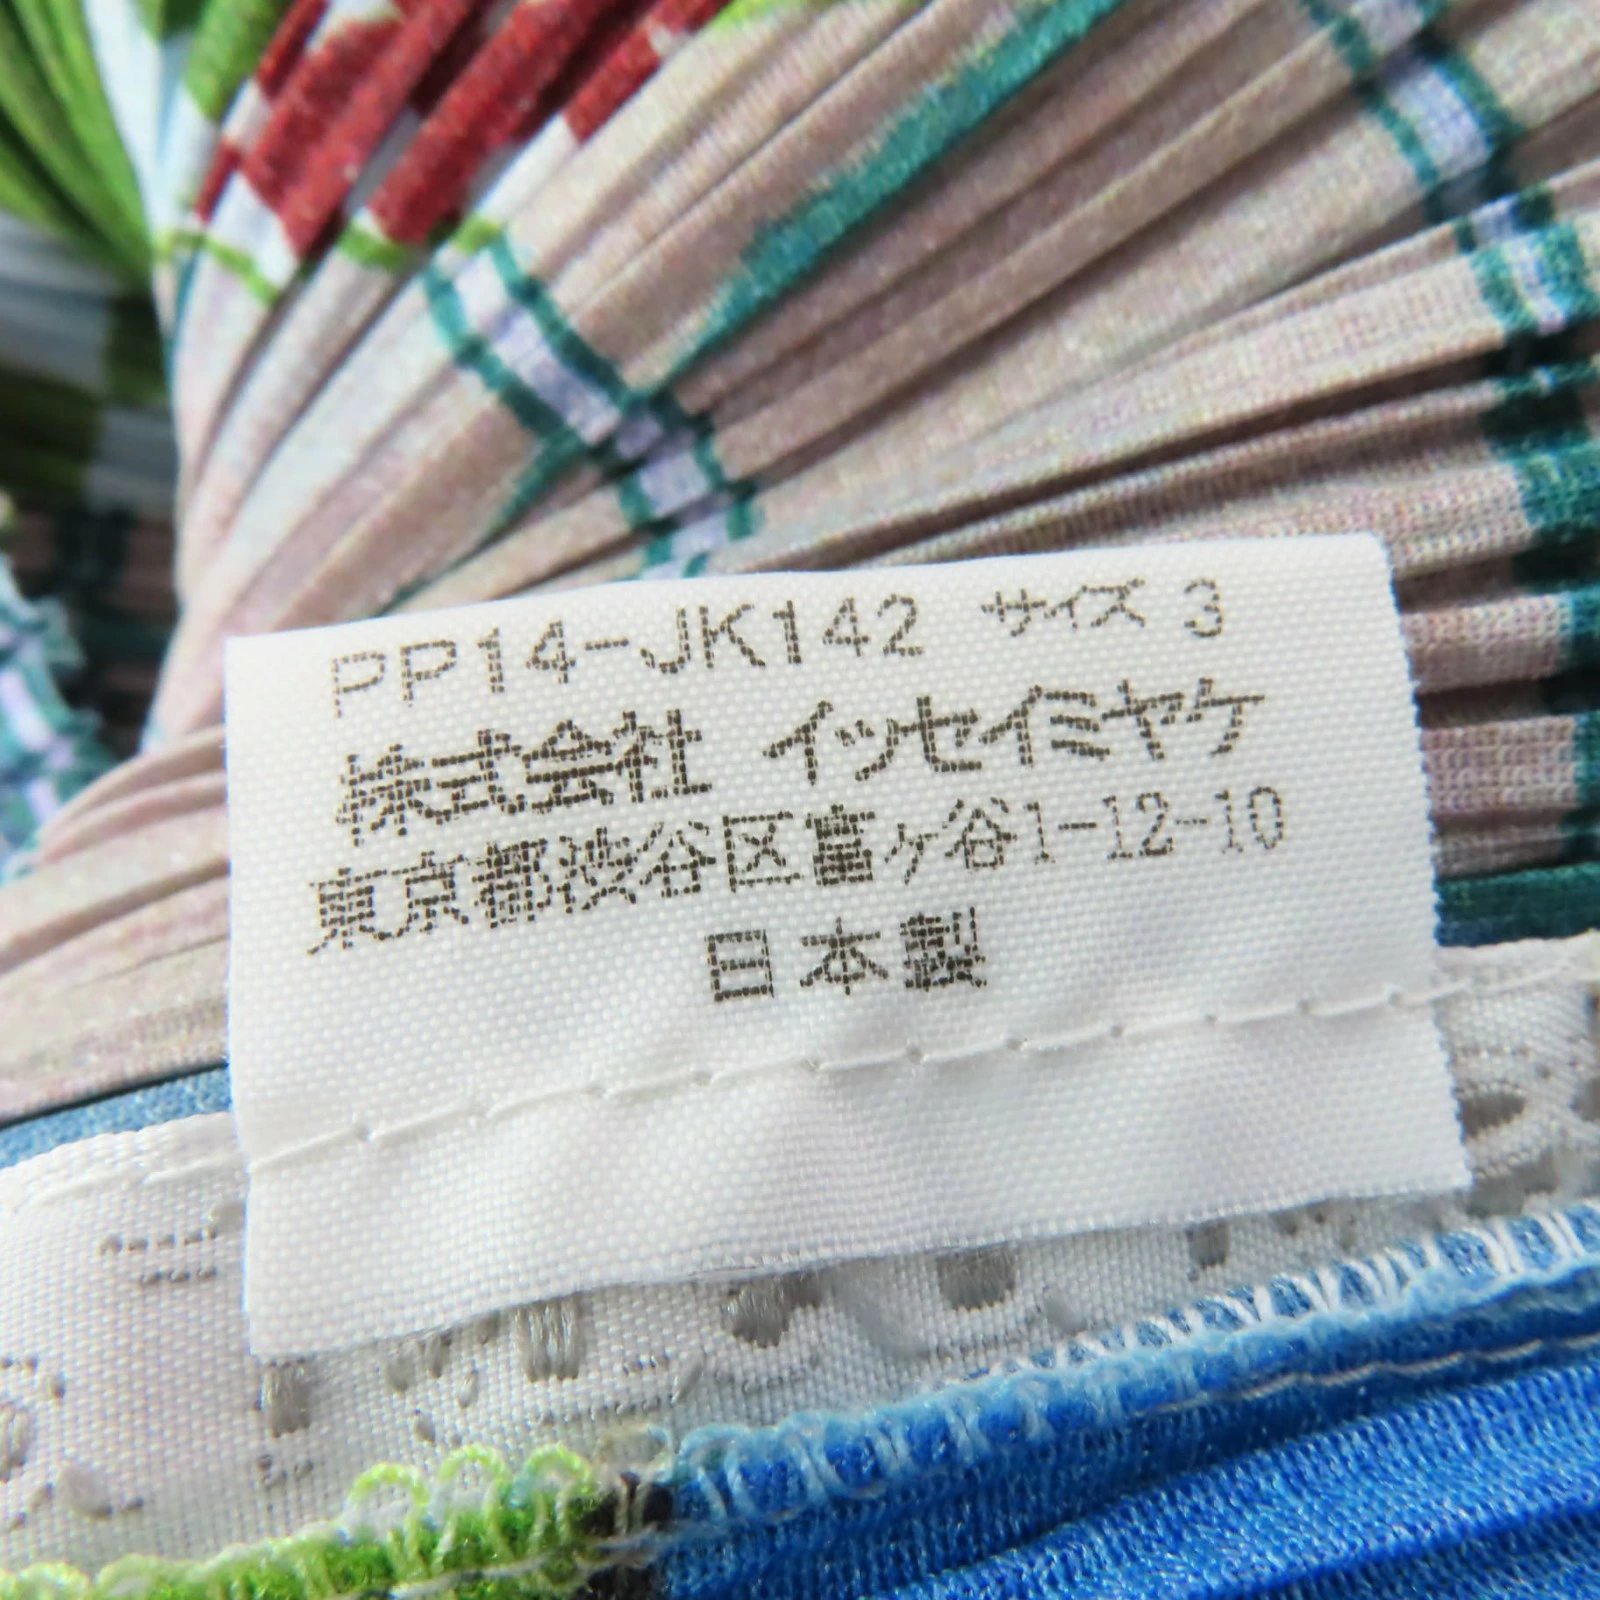 PP14-JK142 サイズ 3
株式会社 イッセイミヤケ
東京都渋谷区富ヶ谷1-12-10
日本製